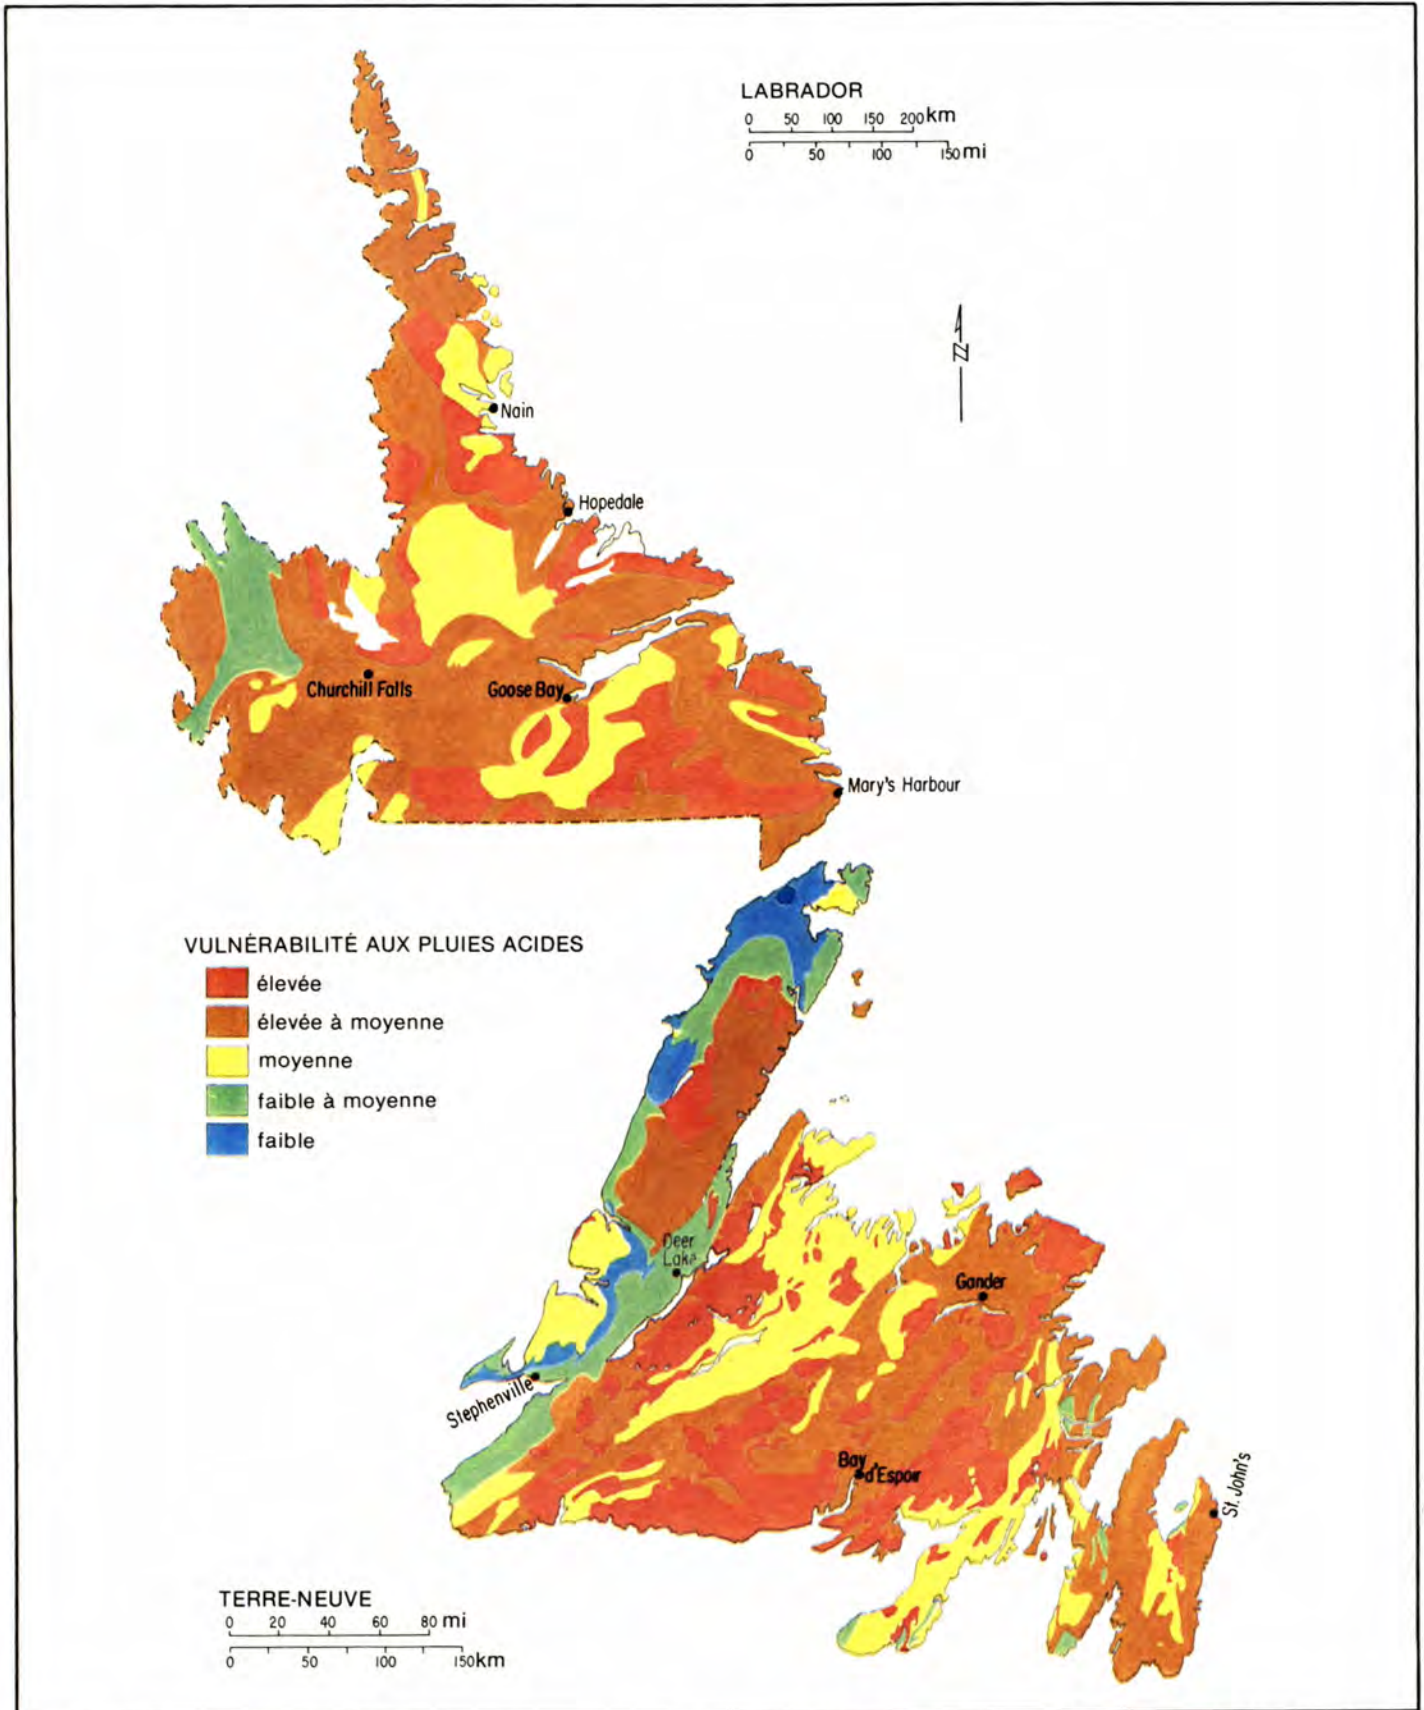 LABRADOR
0 50 100 150 200 km
0 50 100 150 mi
N
Nain
Hopedale
Churchill Falls
Goose Bay
Mary's Harbour
VULNÉRABILITÉ AUX PLUIES ACIDES
élevée
élevée à moyenne
moyenne
faible à moyenne
faible
Deer
Lake
Gander
Stephenville
Bay
d'Espoir
St. John's
TERRE-NEUVE
0 20 40 60 80 mi
0 50 100 150 km